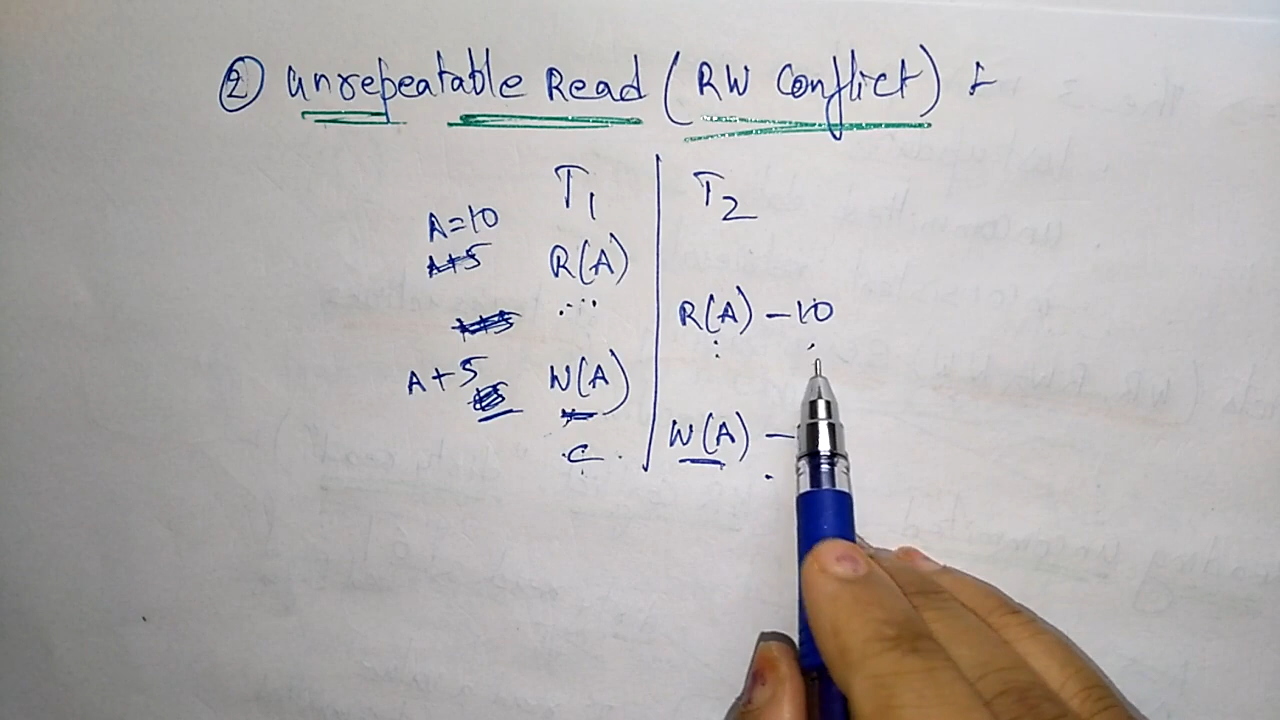 ② Unrepeatable Read (RW Conflict) :-
T1 T2
A=10
A+5 R(A)
R(A) - 10
A+5 W(A)
W(A) -
C